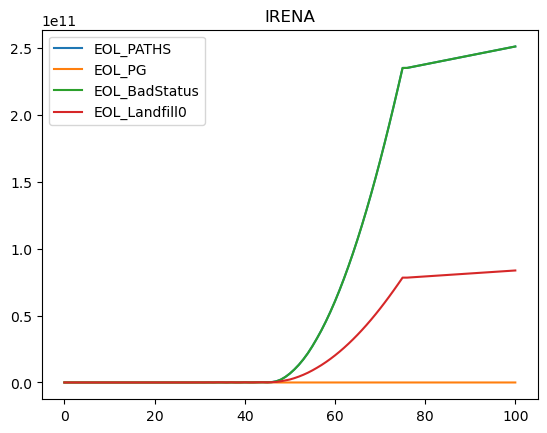 IRENA
1e11
EOL_PATHS
EOL_PG
EOL_BadStatus
EOL_Landfill0
2.5
2.0
1.5
1.0
0.5
0.0
0 20 40 60 80 100